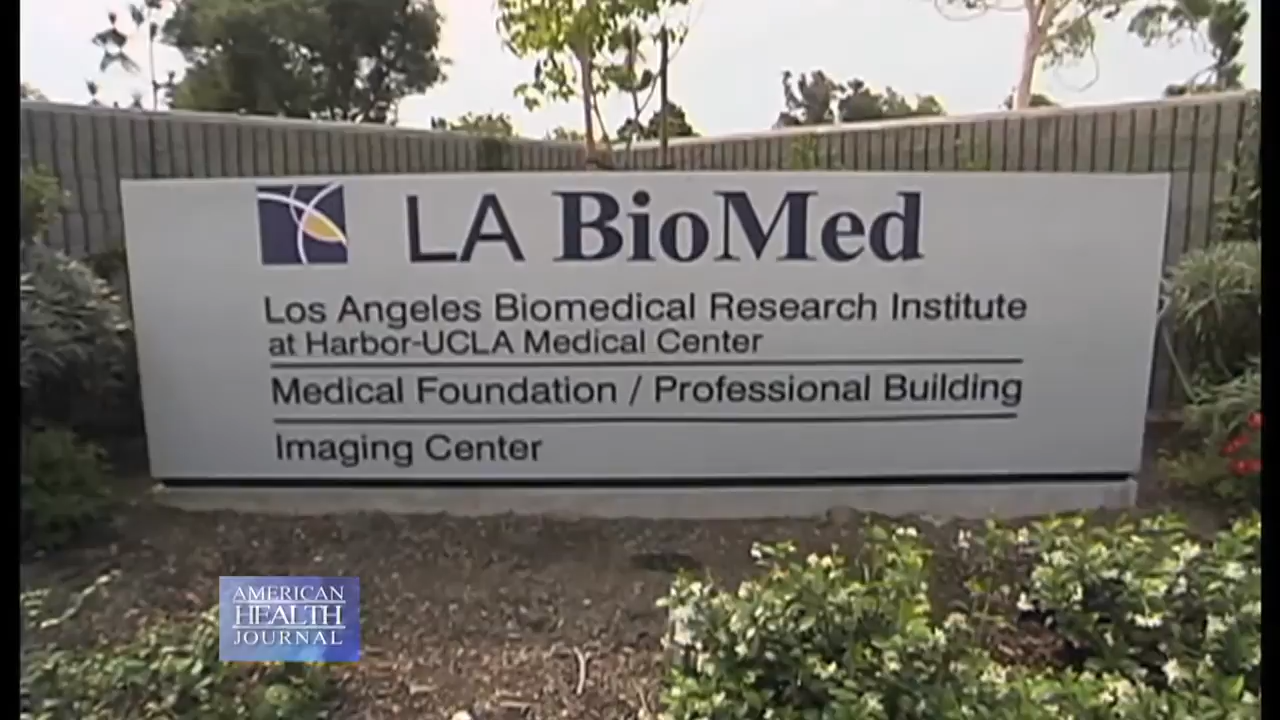 LA BioMed
Los Angeles Biomedical Research Institute
at Harbor-UCLA Medical Center
Medical Foundation / Professional Building
Imaging Center
AMERICAN
HEALTH
JOURNAL